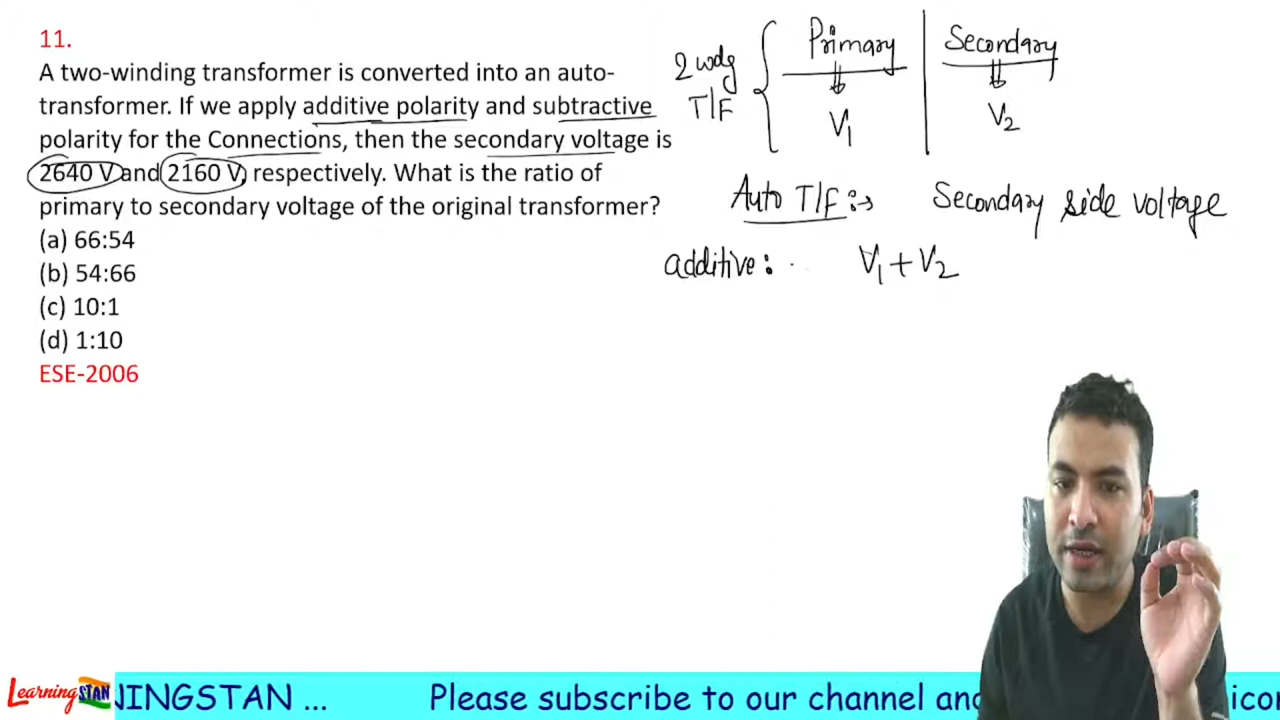 11.
A two-winding transformer is converted into an auto-
transformer. If we apply additive polarity and subtractive
polarity for the Connections, then the secondary voltage is
2640 V and 2160 V, respectively. What is the ratio of
primary to secondary voltage of the original transformer?
(a) 66:54
(b) 54:66
(c) 10:1
(d) 1:10
ESE-2006
2 wdg
T/F
Primary
V1
Secondary
V2
Auto T/F :→ Secondary side voltage
additive: V1 + V2
LearningSTAN
NINGSTAN ... Please subscribe to our channel and